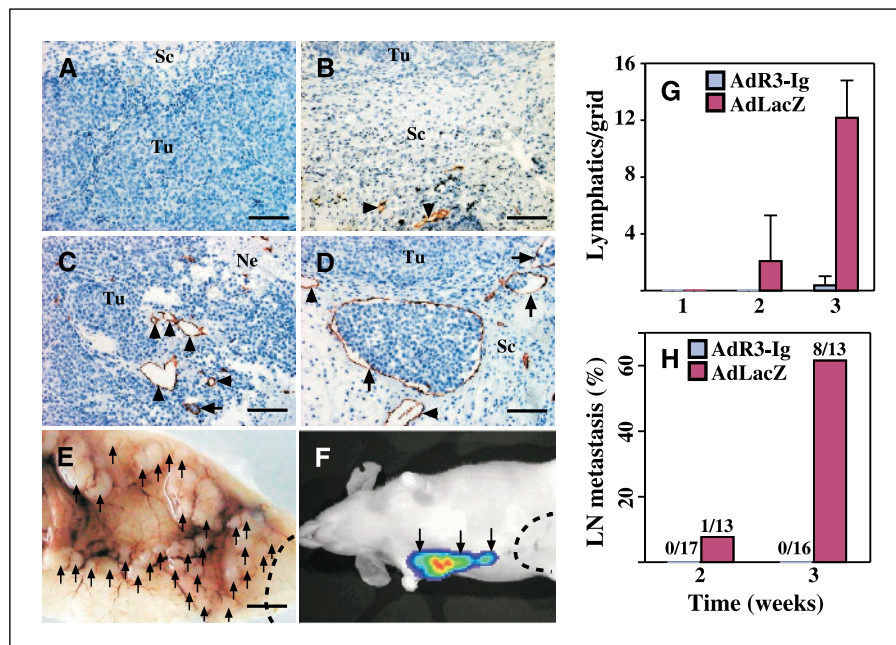 A
Sc
Tu
B
Tu
Sc
C
Ne
Tu
D
Tu
Sc
E
F
G
AdR3-Ig
AdLacZ
Lymphatics/grid
16
12
8
4
1 2 3
H
AdR3-Ig
AdLacZ
LN metastasis (%)
60
40
20
0/17 1/13 0/16 8/13
2 3
Time (weeks)